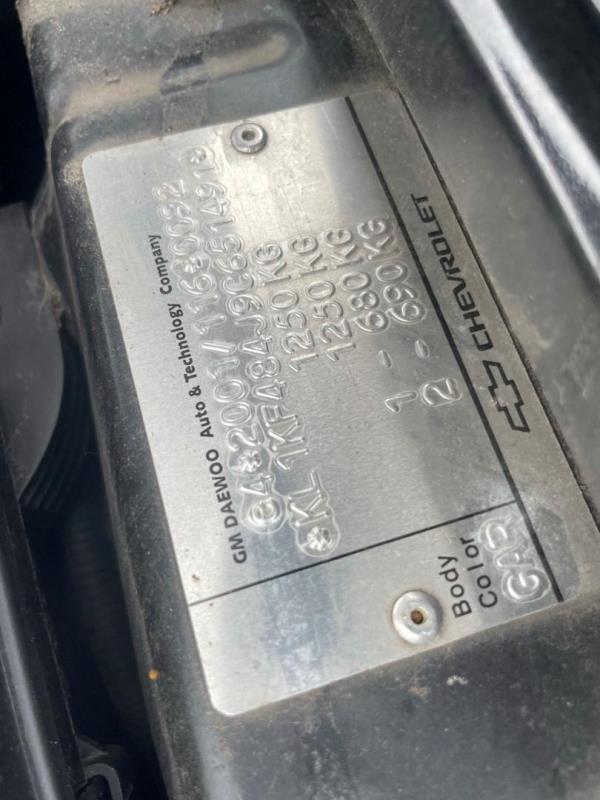 GM DAEWOO Auto & Technology Company
e4*2001/116*0092
*KL1KF484J9C651491*
1250 KG
1250 KG
1 - 680 KG
2 - 690 KG
CHEVROLET
Body
Color
GAR